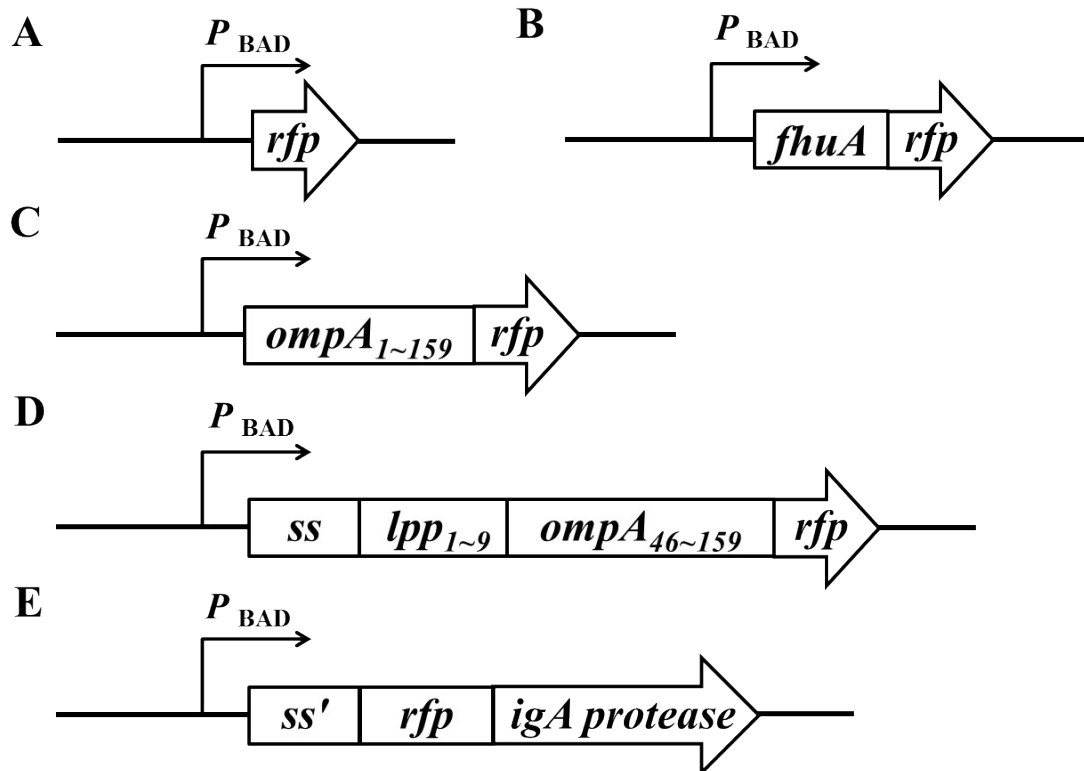 A
P BAD
rfp
B
P BAD
fhuA rfp
C
P BAD
ompA1~159 rfp
D
P BAD
ss lpp1~9 ompA46~159 rfp
E
P BAD
ss' rfp igA protease